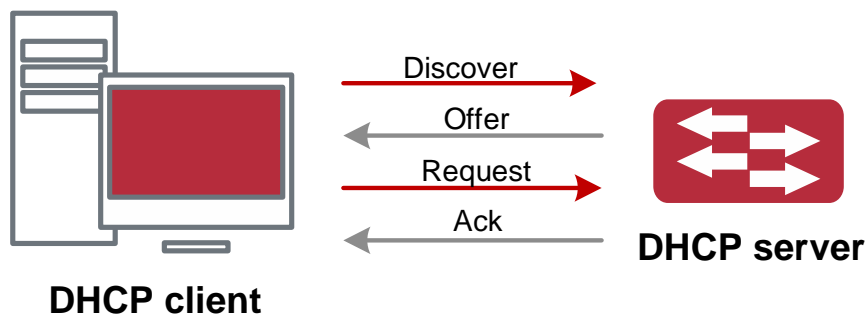 Discover
Offer
Request
Ack
DHCP server
DHCP client